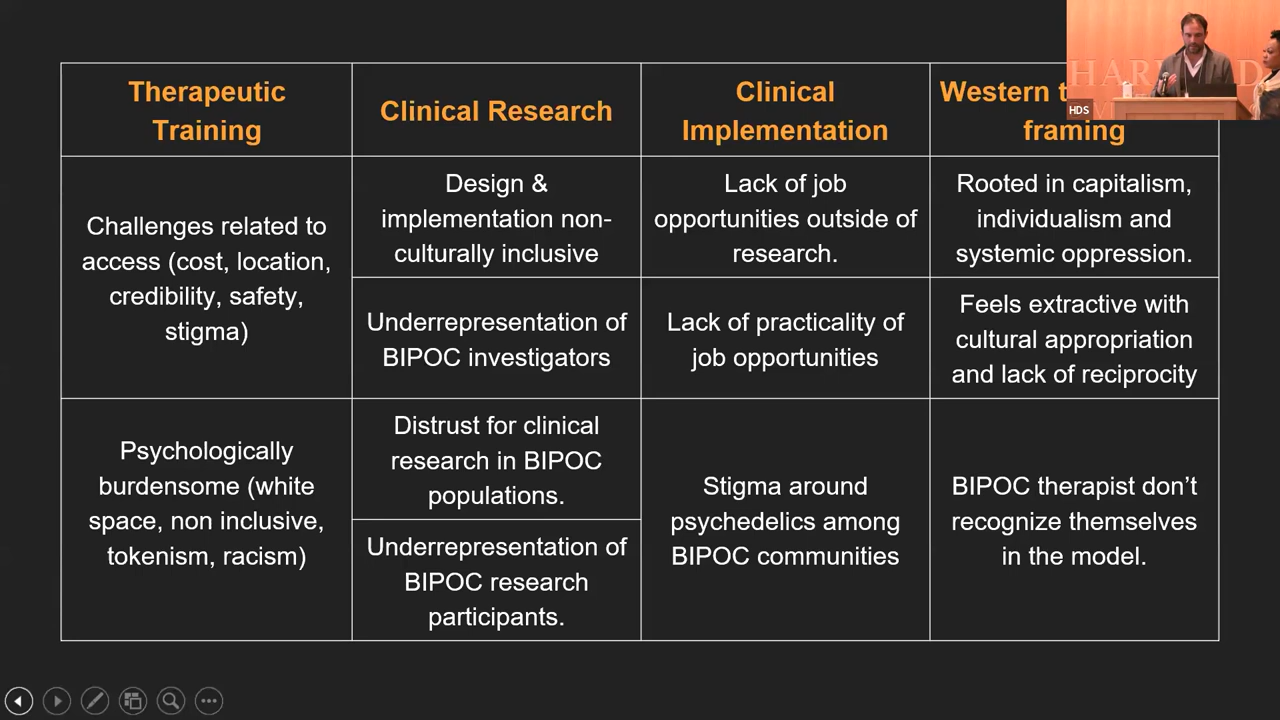 Therapeutic
Training
Clinical Research
Clinical
Implementation
Western
framing
Challenges related to
access (cost, location,
credibility, safety,
stigma)
Design &
implementation non-
culturally inclusive
Lack of job
opportunities outside of
research.
Rooted in capitalism,
individualism and
systemic oppression.
Underrepresentation of
BIPOC investigators
Lack of practicality of
job opportunities
Feels extractive with
cultural appropriation
and lack of reciprocity
Psychologically
burdensome (white
space, non inclusive,
tokenism, racism)
Distrust for clinical
research in BIPOC
populations.
Underrepresentation of
BIPOC research
participants.
Stigma around
psychedelics among
BIPOC communities
BIPOC therapist don't
recognize themselves
in the model.
HDS